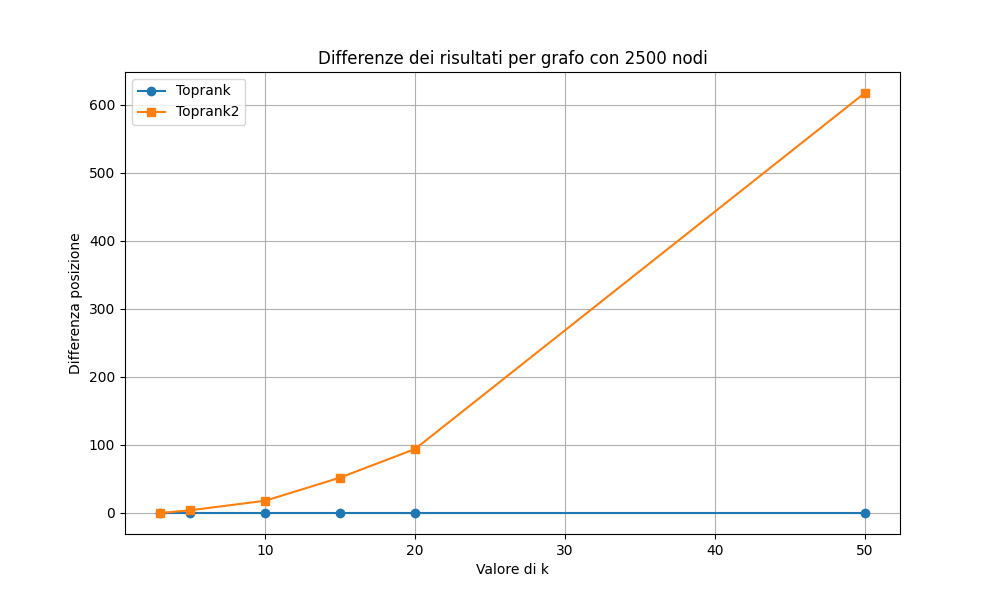 Differenze dei risultati per grafo con 2500 nodi
Toprank
Toprank2
Differenza posizione
600
500
400
300
200
100
0
10
20
30
40
50
Valore di k